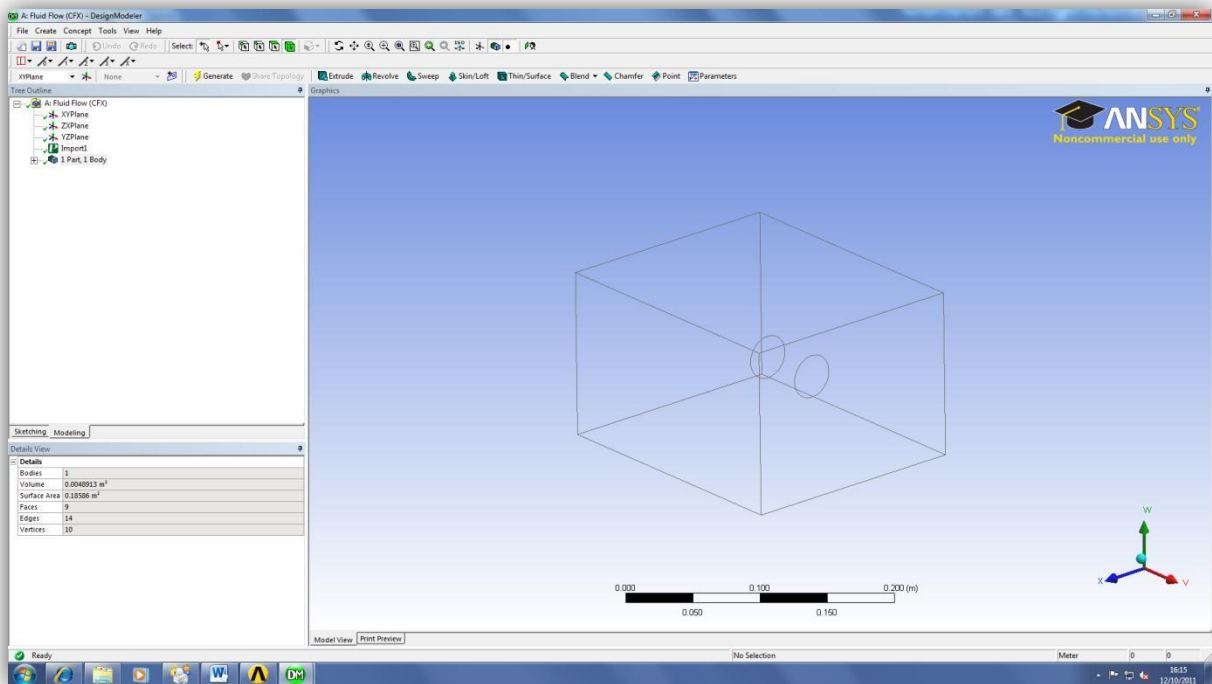 A: Fluid Flow (CFX) - DesignModeler
File Create Concept Tools View Help
Undo Redo Select:
XYPlane None Generate Share Topology Extrude Revolve Sweep Skin/Loft Thin/Surface Blend Chamfer Point Parameters
Tree Outline
Graphics
A: Fluid Flow (CFX)
XYPlane
ZXPlane
YZPlane
Import1
1 Part, 1 Body
ANSYS
Noncommercial use only
Sketching Modeling
Details View
Details
Bodies 1
Volume 0.0048913 m³
Surface Area 0.18586 m²
Faces 9
Edges 14
Vertices 10
W
X
V
0.000 0.100 0.200 (m)
0.050 0.150
Model View Print Preview
Ready No Selection Meter 0 0
W DM
16:15
12/10/2011